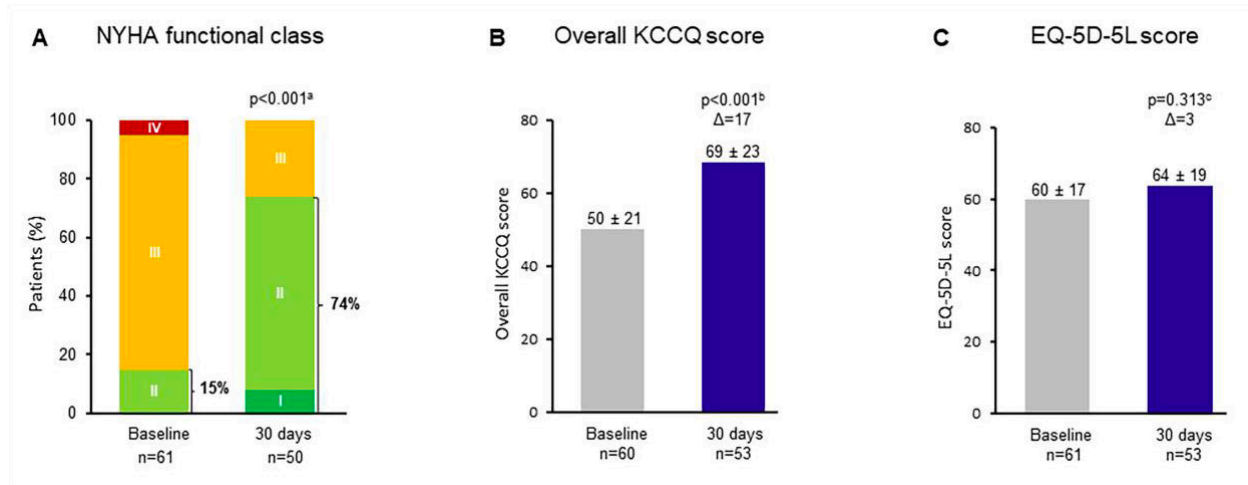 A NYHA functional class
p<0.001ᵃ
Patients (%)
100
80
60
40
20
0
IV
III
II
15%
III
II
I
74%
Baseline
n=61
30 days
n=50
B Overall KCCQ score
p<0.001ᵇ
Δ=17
Overall KCCQ score
80
60
40
20
0
50 ± 21
69 ± 23
Baseline
n=60
30 days
n=53
C EQ-5D-5L score
p=0.313ᶜ
Δ=3
EQ-5D-5L score
80
60
40
20
0
60 ± 17
64 ± 19
Baseline
n=61
30 days
n=53